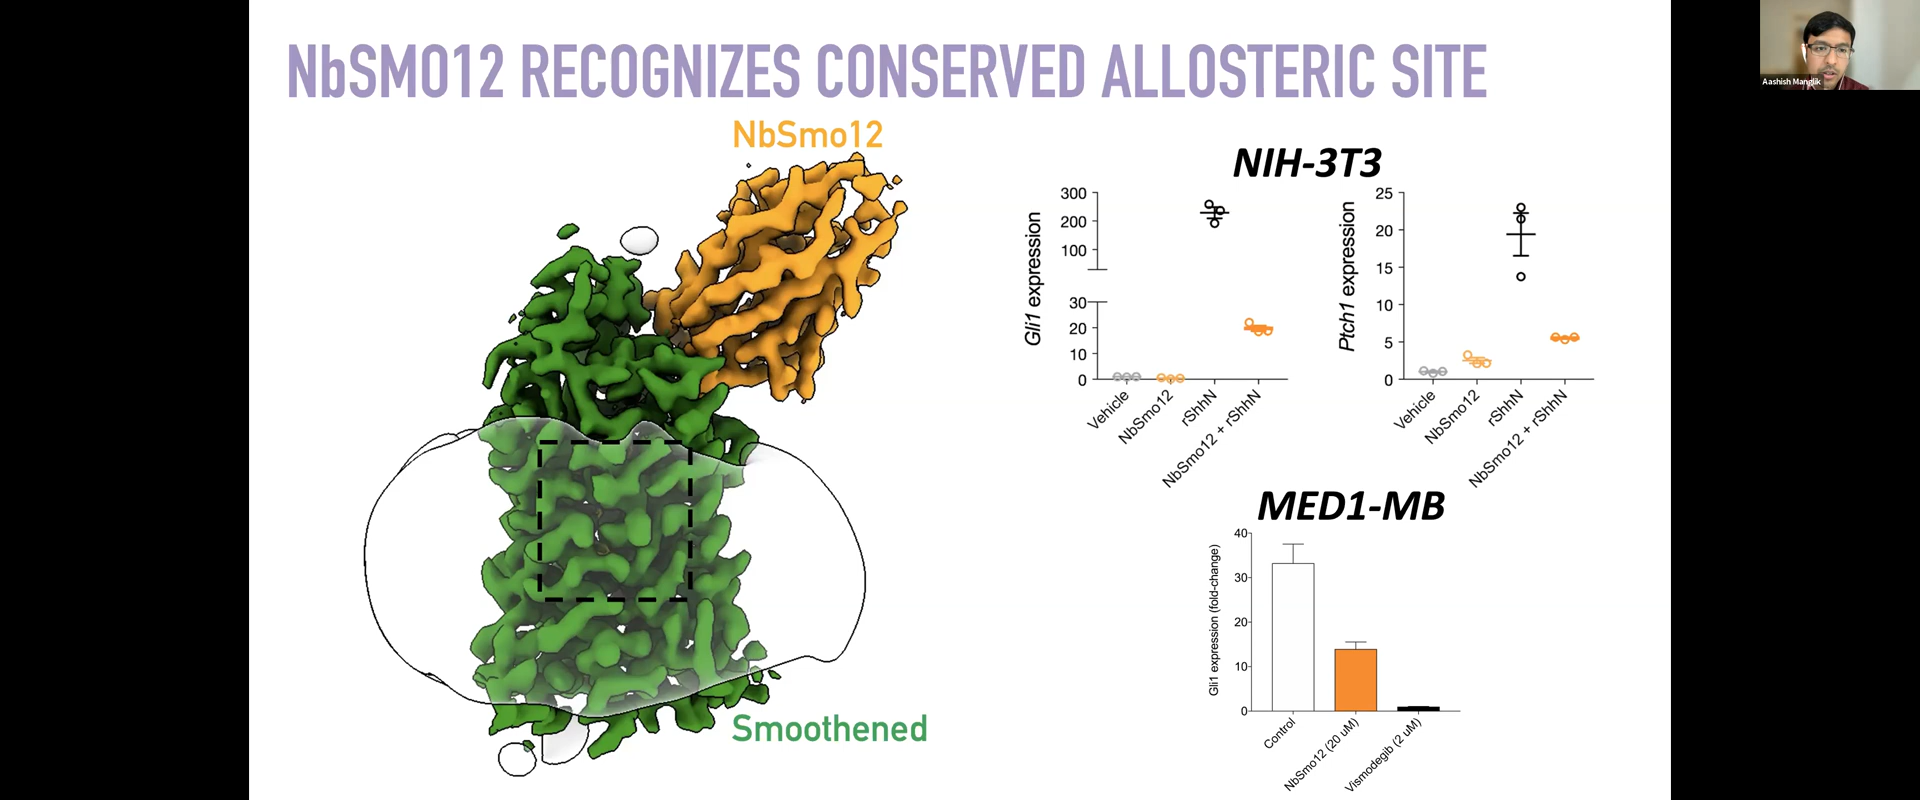 NbSMO12 RECOGNIZES CONSERVED ALLOSTERIC SITE
Aashish Manglik
NbSmo12
Smoothened
NIH-3T3
Gli1 expression
300
200
100
30
20
10
0
Vehicle
NbSmo12
rShhN
NbSmo12 + rShhN
Ptch1 expression
25
20
15
10
5
0
Vehicle
NbSmo12
rShhN
NbSmo12 + rShhN
MED1-MB
Gli1 expression (fold-change)
40
30
20
10
0
Control
NbSmo12 (20 uM)
Vismodegib (2 uM)